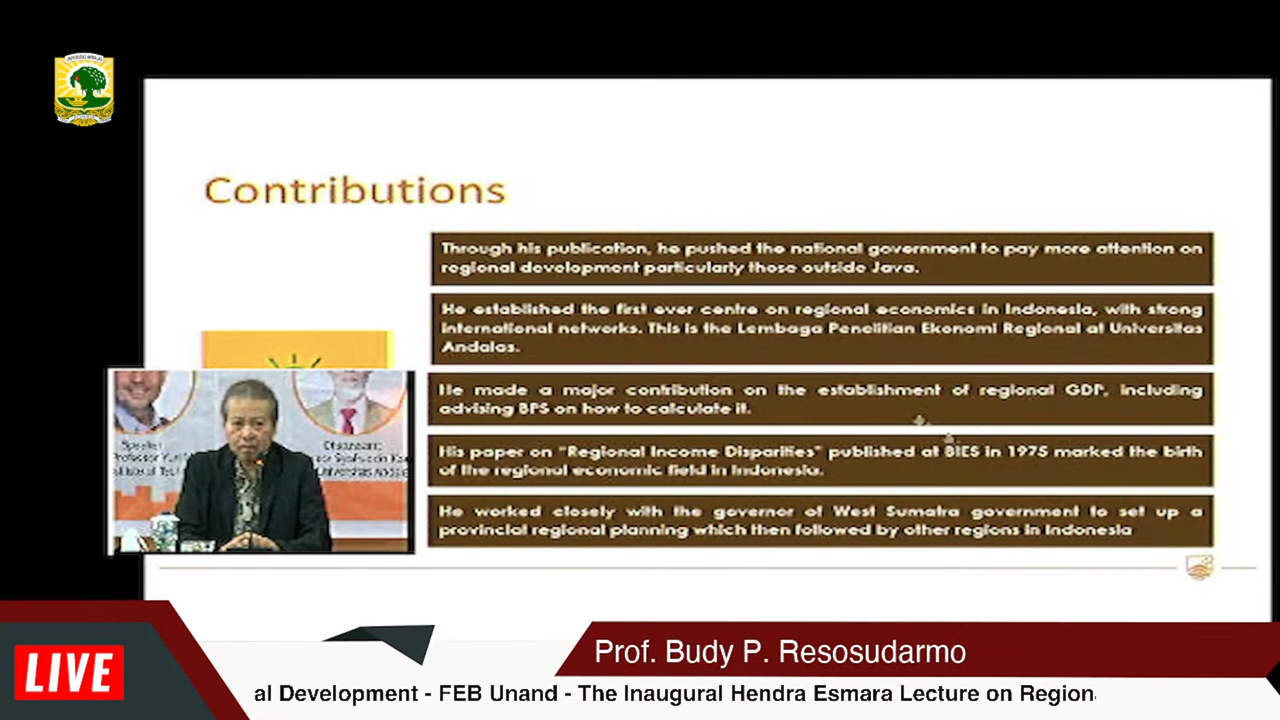 Contributions
Through his publication, he pushed the national government to pay more attention on
regional development particularly those outside Java.
He established the first ever centre on regional economics in Indonesia, with strong
international networks. This is the Lembaga Penelitian Ekonomi Regional at Universitas
Andalas.
He made a major contribution on the establishment of regional GDP, including
advising BPS on how to calculate it.
His paper on "Regional Income Disparities" published at BIES in 1975 marked the birth
of the regional economic field in Indonesia.
He worked closely with the governor of West Sumatra government to set up a
provincial regional planning which then followed by other regions in Indonesia
Speaker
Professor
Prof. Budy P. Resosudarmo
LIVE
al Development - FEB Unand - The Inaugural Hendra Esmara Lecture on Region